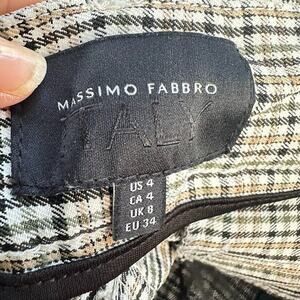 MASSIMO FABBRO
ITALY
US 4
CA 4
UK 8
EU 34